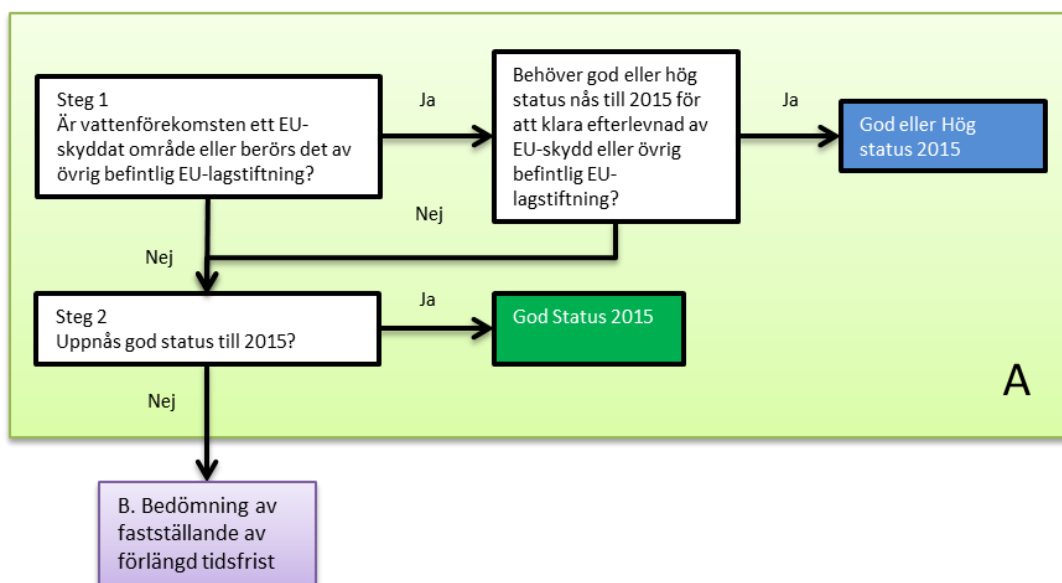 Steg 1
Är vattenförekomsten ett EU-
skyddat område eller berörs det av
övrig befintlig EU-lagstiftning?
Ja
Behöver god eller hög
status nås till 2015 för
att klara efterlevnad av
EU-skydd eller övrig
befintlig EU-
lagstiftning?
Ja
God eller Hög
status 2015
Nej
Nej
Steg 2
Uppnås god status till 2015?
Ja
God Status 2015
A
Nej
B. Bedömning av
fastställande av
förlängd tidsfrist